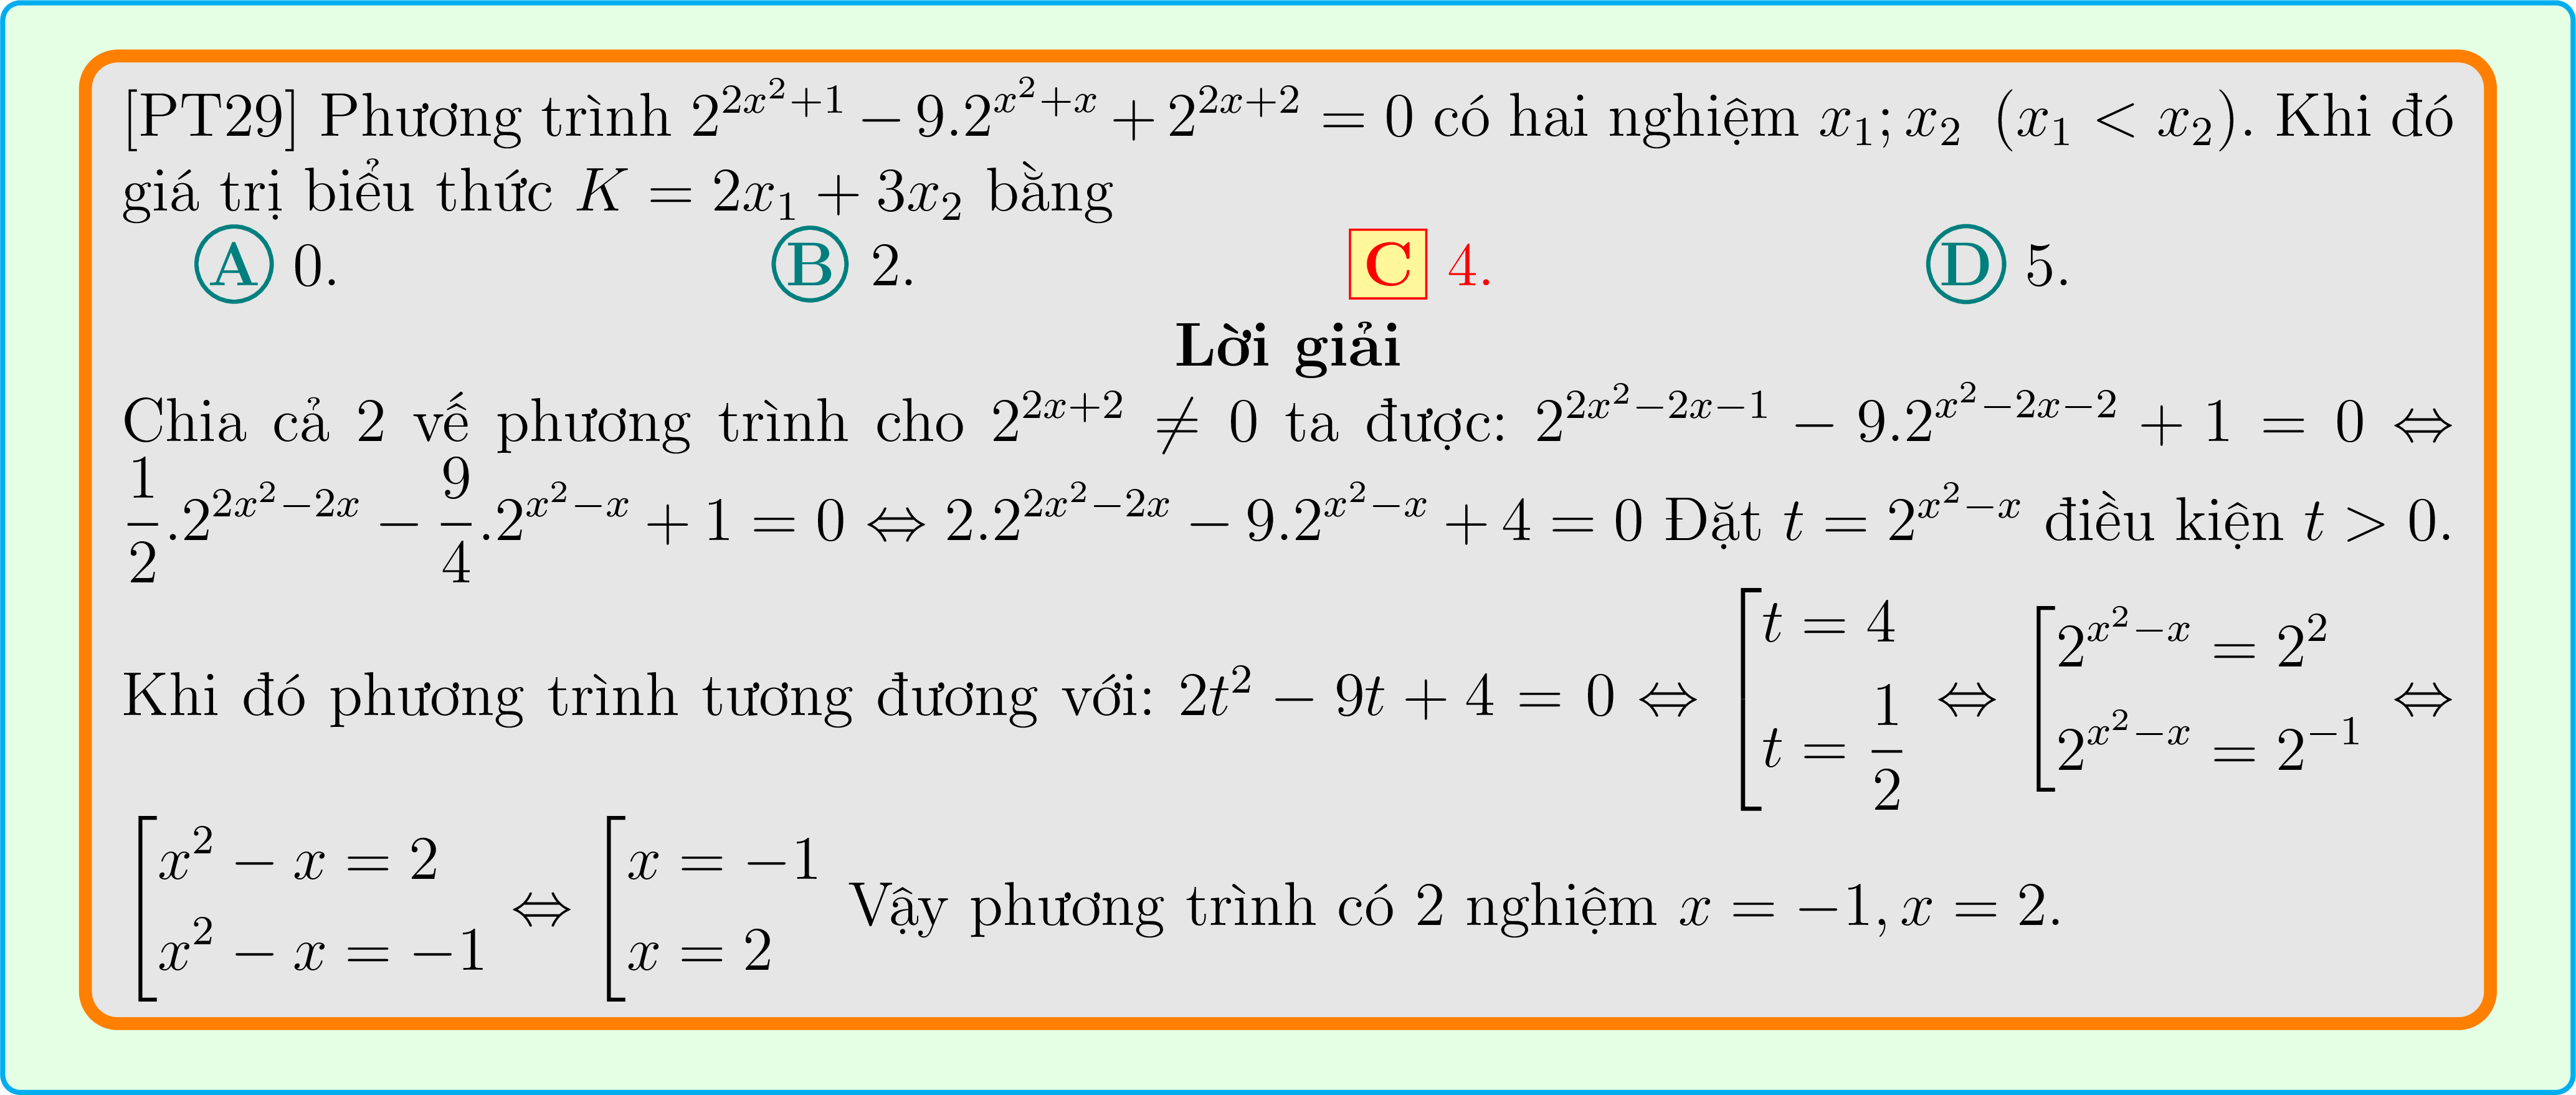 [PT29] Phương trình $2^{2x^2+1} - 9.2^{x^2+x} + 2^{2x+2} = 0$ có hai nghiệm $x_1; x_2$ $(x_1 < x_2)$. Khi đó
giá trị biểu thức $K = 2x_1 + 3x_2$ bằng
A 0. B 2. C 4. D 5.
Lời giải
Chia cả 2 vế phương trình cho $2^{2x+2} \neq 0$ ta được: $2^{2x^2-2x-1} - 9.2^{x^2-2x-2} + 1 = 0 \Leftrightarrow$
$\frac{1}{2}.2^{2x^2-2x} - \frac{9}{4}.2^{x^2-x} + 1 = 0 \Leftrightarrow 2.2^{2x^2-2x} - 9.2^{x^2-x} + 4 = 0$ Đặt $t = 2^{x^2-x}$ điều kiện $t > 0$.
Khi đó phương trình tương đương với: $2t^2 - 9t + 4 = 0 \Leftrightarrow \left[\begin{array}{l} t = 4 \\ t = \frac{1}{2} \end{array}\right. \Leftrightarrow \left[\begin{array}{l} 2^{x^2-x} = 2^2 \\ 2^{x^2-x} = 2^{-1} \end{array}\right. \Leftrightarrow$
$\left[\begin{array}{l} x^2 - x = 2 \\ x^2 - x = -1 \end{array}\right. \Leftrightarrow \left[\begin{array}{l} x = -1 \\ x = 2 \end{array}\right.$ Vậy phương trình có 2 nghiệm $x = -1, x = 2$.